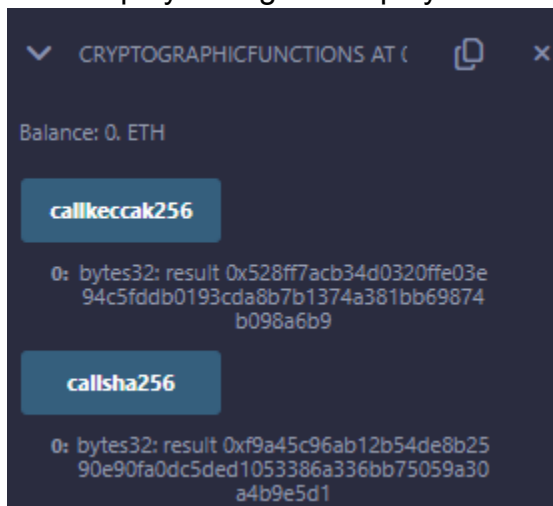 CRYPTOGRAPHICFUNCTIONS AT (
Balance: 0. ETH
callkeccak256
0: bytes32: result 0x528ff7acb34d0320ffe03e
94c5fddb0193cda8b7b1374a381bb69874
b098a6b9
callsha256
0: bytes32: result 0xf9a45c96ab12b54de8b25
90e90fa0dc5ded1053386a336bb75059a30
a4b9e5d1